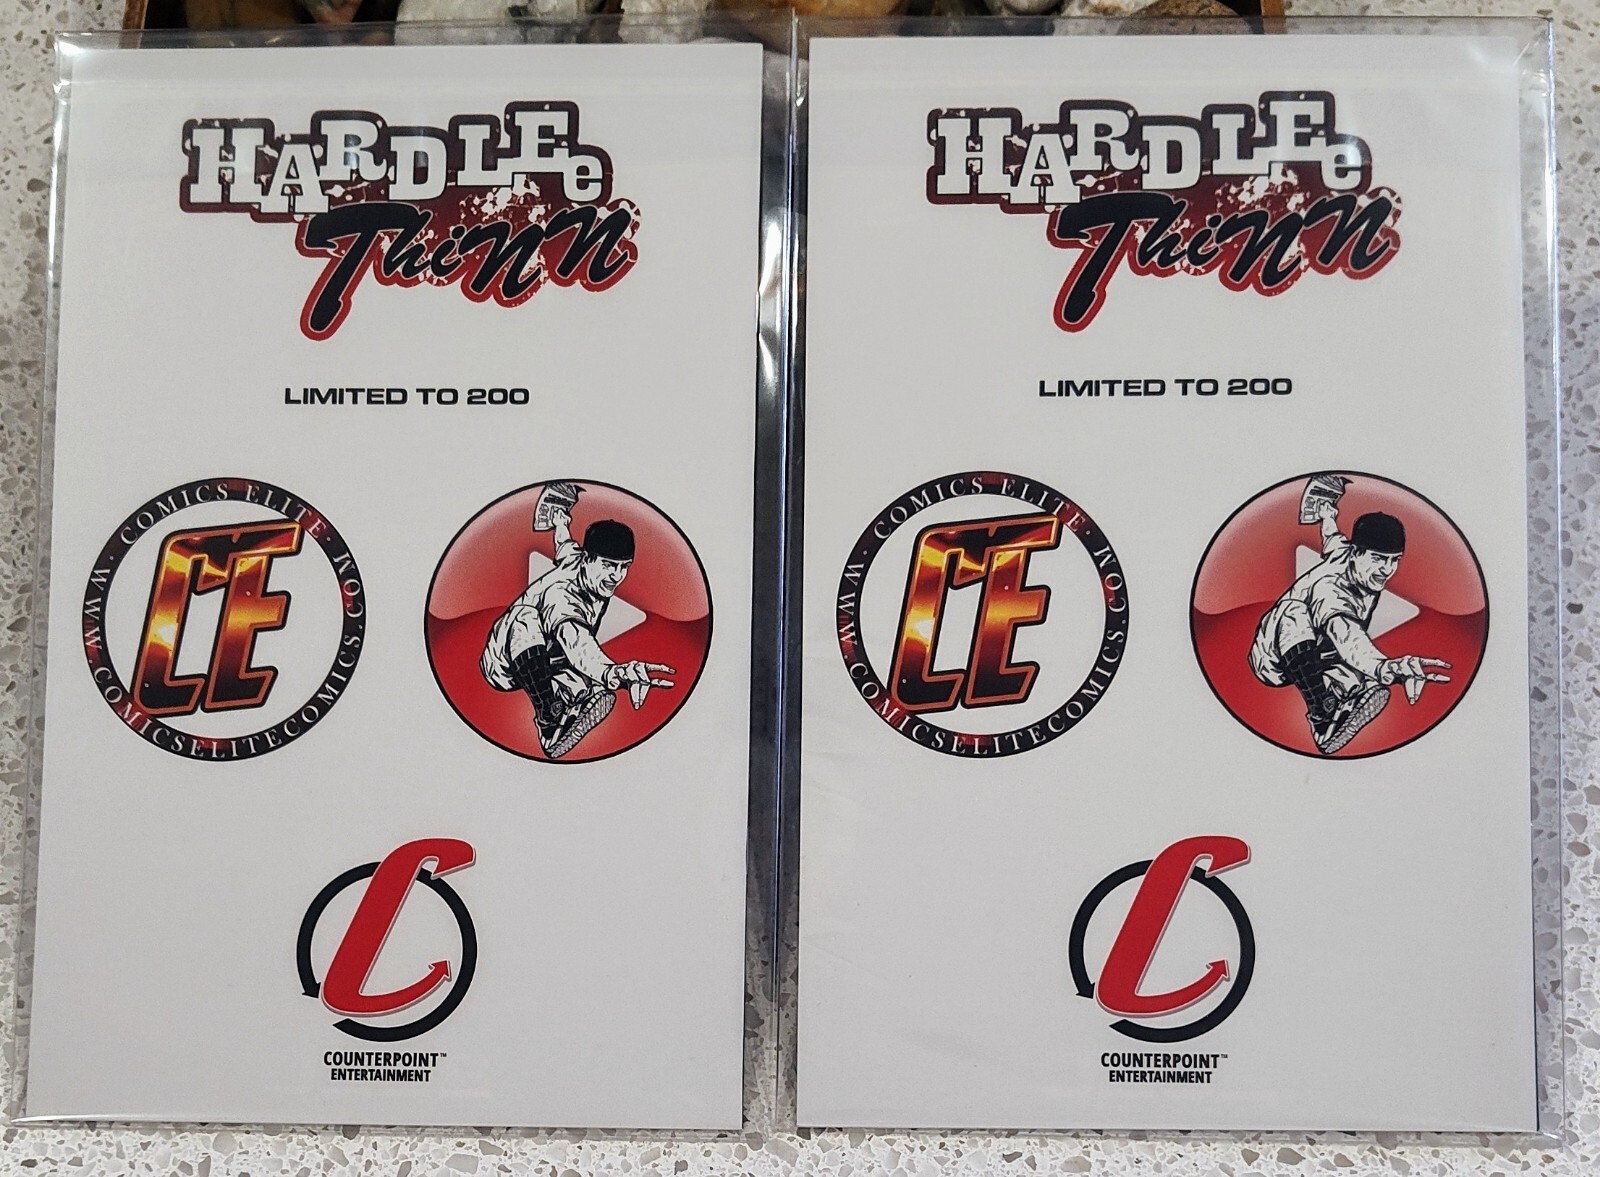 HARDLEe
ThiNN
LIMITED TO 200
COMICS ELITE
WWW.COMICSELITECOMICS.COM
CE
C
COUNTERPOINT™
ENTERTAINMENT
HARDLEe
ThiNN
LIMITED TO 200
COMICS ELITE
WWW.COMICSELITECOMICS.COM
CE
C
COUNTERPOINT™
ENTERTAINMENT